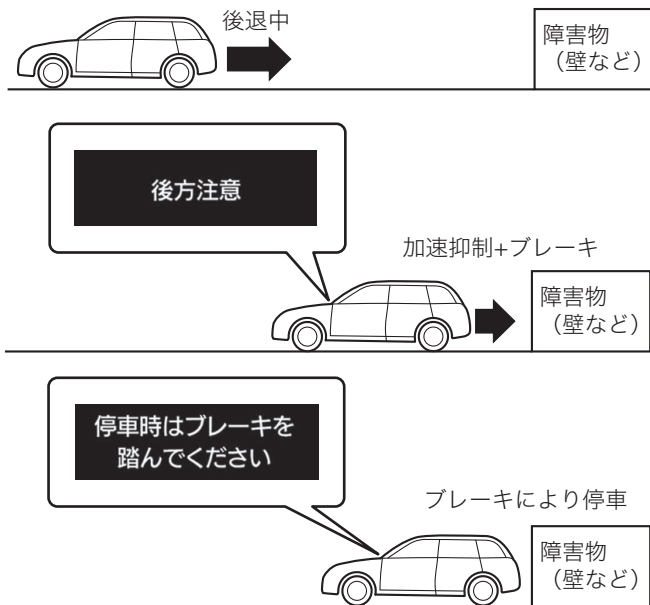 後退中
障害物
（壁など）
後方注意
加速抑制+ブレーキ
障害物
（壁など）
停車時はブレーキを
踏んでください
ブレーキにより停車
障害物
（壁など）